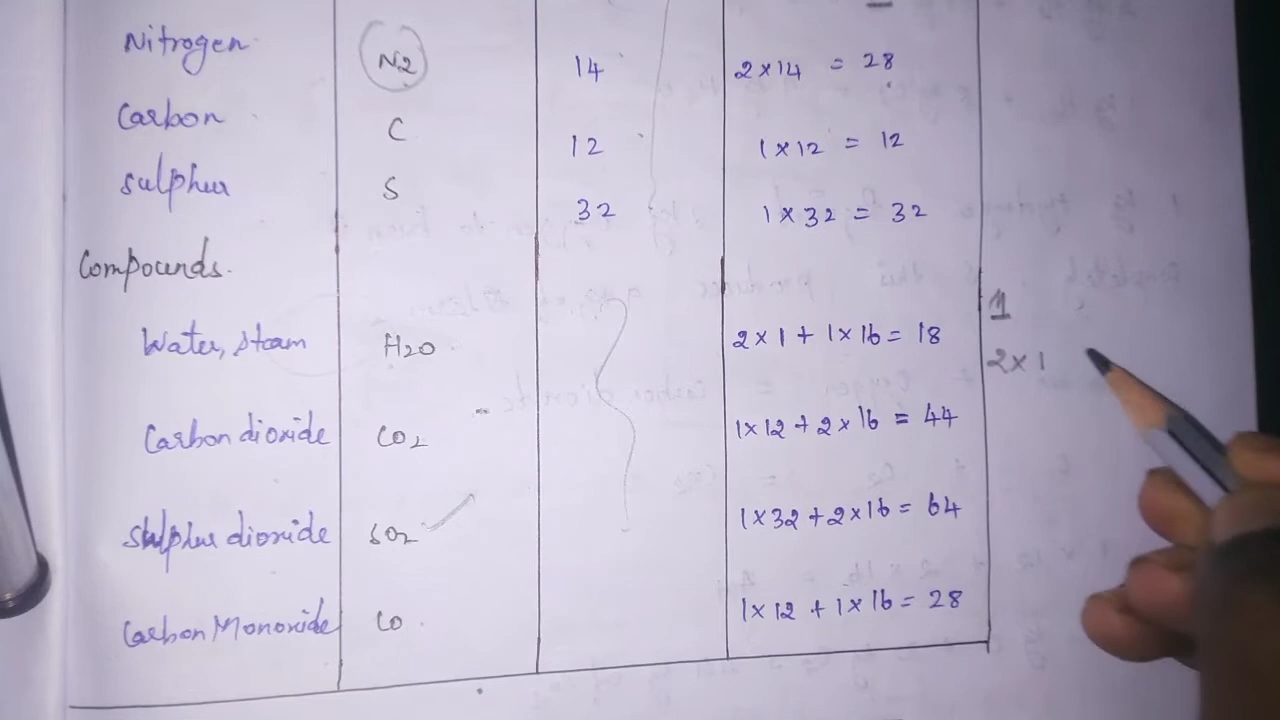 Nitrogen N2 14 2 × 14 = 28
Carbon C 12 1 × 12 = 12
Sulphur S 32 1 × 32 = 32
Compounds.
Water, Steam H2O 2 × 1 + 1 × 16 = 18 1
2 × 1
Carbon dioxide CO2 1 × 12 + 2 × 16 = 44
Sulphur dioxide SO2 1 × 32 + 2 × 16 = 64
Carbon Monoxide CO 1 × 12 + 1 × 16 = 28